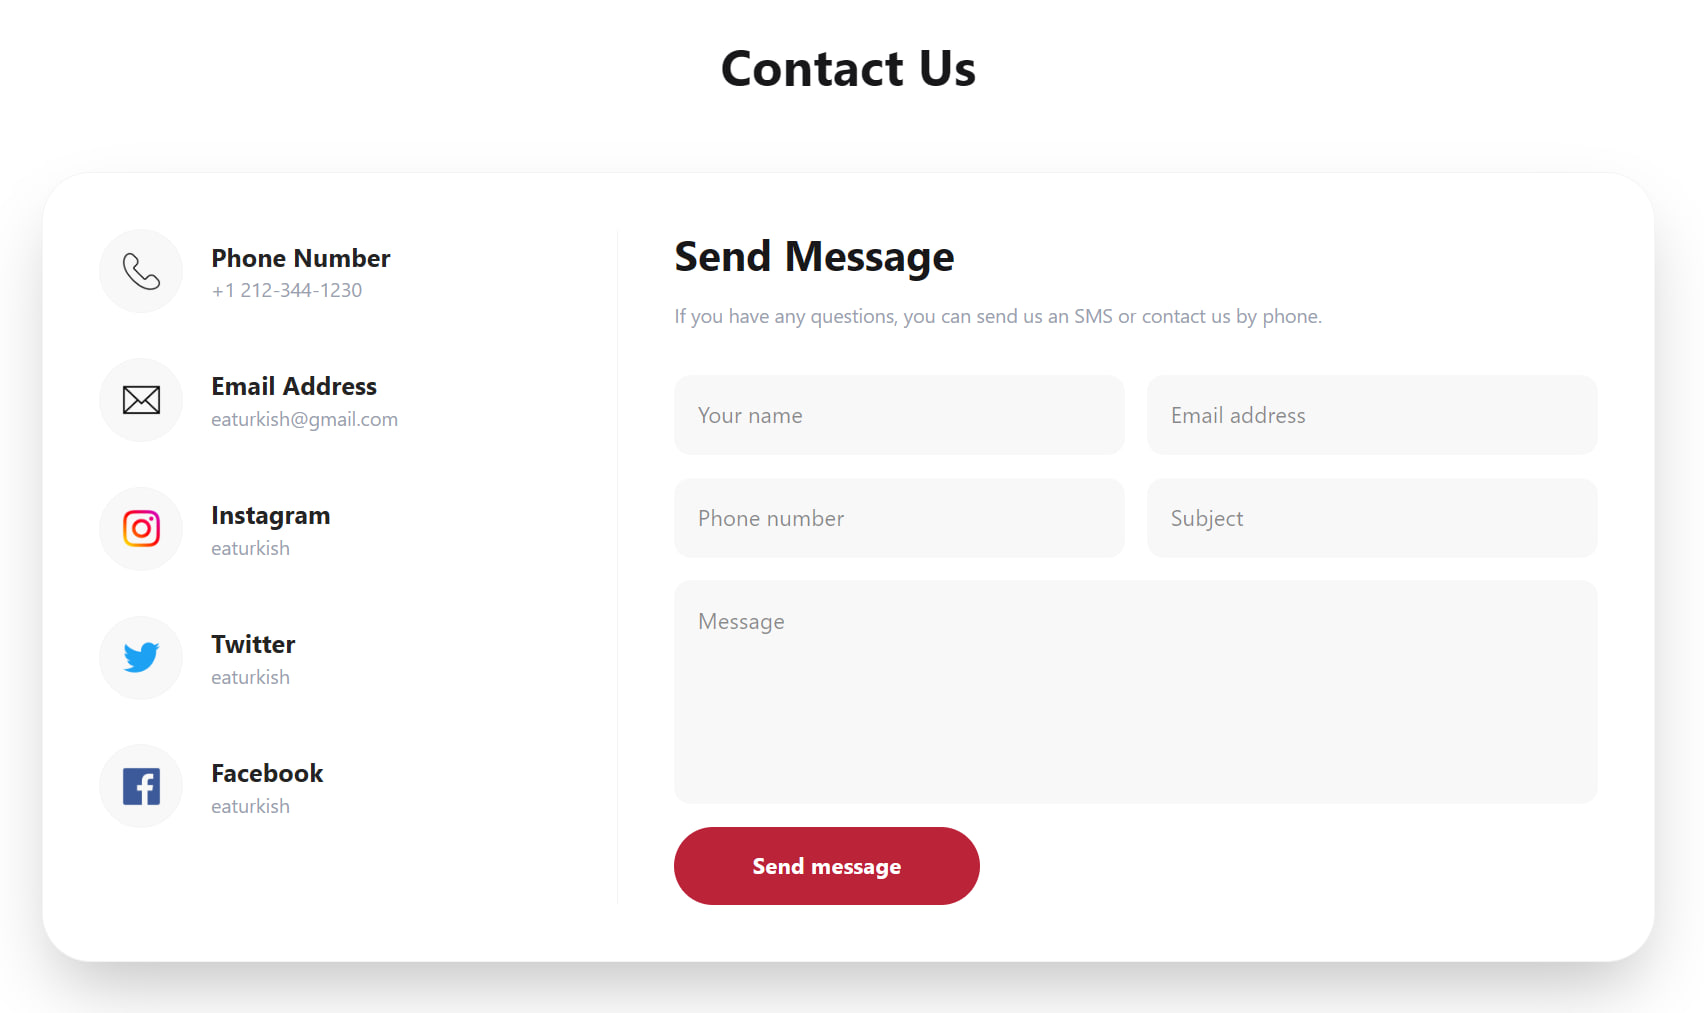 Contact Us
Phone Number
+1 212-344-1230
Email Address
eaturkish@gmail.com
Instagram
eaturkish
Twitter
eaturkish
Facebook
eaturkish
Send Message
If you have any questions, you can send us an SMS or contact us by phone.
Your name
Email address
Phone number
Subject
Message
Send message